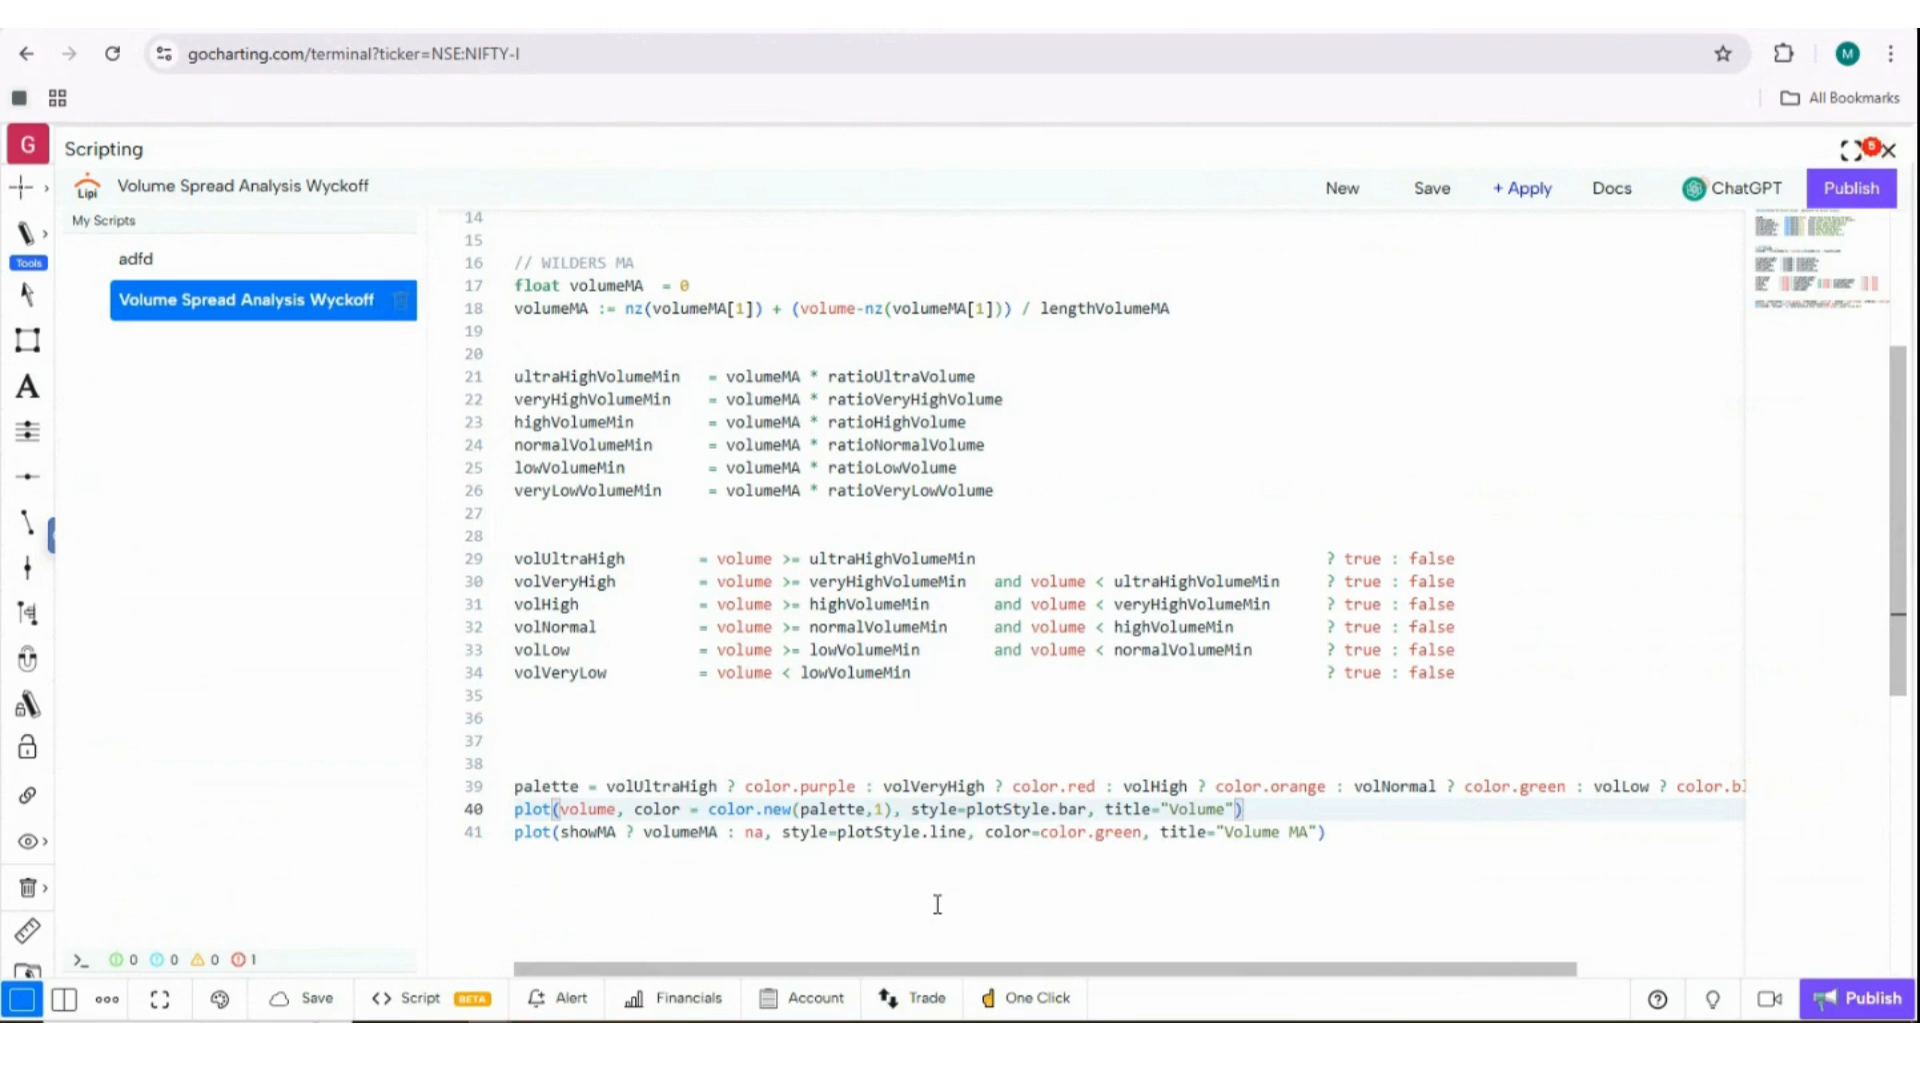 gocharting.com/terminal?ticker=NSE:NIFTY-I
M
All Bookmarks
G
Scripting
5
Lipi
Volume Spread Analysis Wyckoff
New
Save
+ Apply
Docs
ChatGPT
Publish
My Scripts
adfd
Volume Spread Analysis Wyckoff
Tools
14
15
16 // WILDERS MA
17 float volumeMA = 0
18 volumeMA := nz(volumeMA[1]) + (volume-nz(volumeMA[1])) / lengthVolumeMA
19
20
21 ultraHighVolumeMin = volumeMA * ratioUltraVolume
22 veryHighVolumeMin = volumeMA * ratioVeryHighVolume
23 highVolumeMin = volumeMA * ratioHighVolume
24 normalVolumeMin = volumeMA * ratioNormalVolume
25 lowVolumeMin = volumeMA * ratioLowVolume
26 veryLowVolumeMin = volumeMA * ratioVeryLowVolume
27
28
29 volUltraHigh = volume >= ultraHighVolumeMin ? true : false
30 volVeryHigh = volume >= veryHighVolumeMin and volume < ultraHighVolumeMin ? true : false
31 volHigh = volume >= highVolumeMin and volume < veryHighVolumeMin ? true : false
32 volNormal = volume >= normalVolumeMin and volume < highVolumeMin ? true : false
33 volLow = volume >= lowVolumeMin and volume < normalVolumeMin ? true : false
34 volVeryLow = volume < lowVolumeMin ? true : false
35
36
37
38
39 palette = volUltraHigh ? color.purple : volVeryHigh ? color.red : volHigh ? color.orange : volNormal ? color.green : volLow ? color.bl
40 plot(volume, color = color.new(palette,1), style=plotStyle.bar, title="Volume")
41 plot(showMA ? volumeMA : na, style=plotStyle.line, color=color.green, title="Volume MA")
>_ 0 0 0 1
Save
<> Script BETA
Alert
Financials
Account
Trade
One Click
Publish